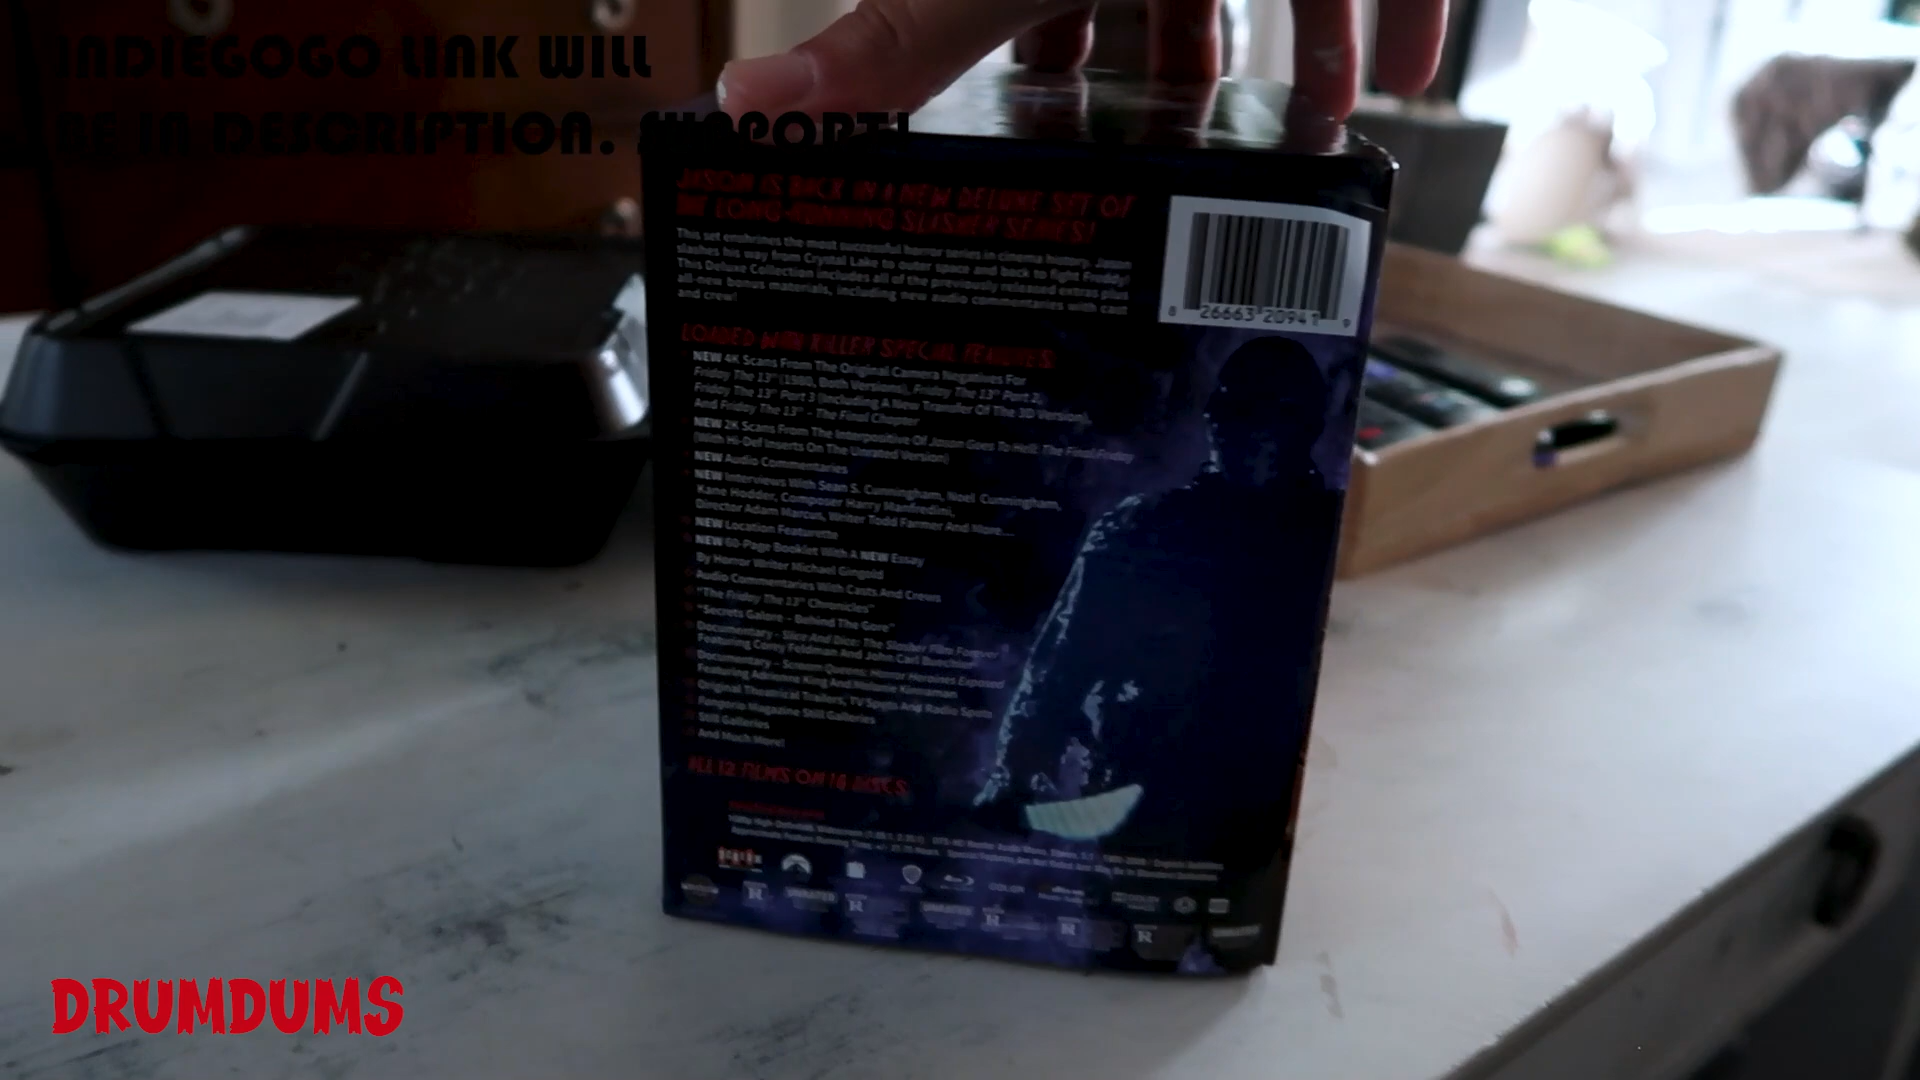 INDIEGOGO LINK WILL
BE IN DESCRIPTION. SUPPORT!
JASON IS BACK IN A NEW DELUXE SET OF
THE LONG-RUNNING SLASHER SERIES!
This set enshrines the most successful horror series in cinema history. Jason
slashes his way from Crystal Lake to outer space and back to fight Freddy!
This Deluxe Collection includes all of the previously released extras plus
all-new bonus materials, including new audio commentaries with cast
and crew!
8 26663 20941 9
LOADED WITH KILLER SPECIAL FEATURES
NEW 4K Scans From The Original Camera Negatives For
Friday The 13th (1980, Both Versions), Friday The 13th Part 2,
Friday The 13th Part 3 (Including A New Transfer Of The 3D Version),
And Friday The 13th - The Final Chapter
NEW 2K Scans From The Interpositive Of Jason Goes To Hell: The Final Friday
(With Hi-Def Inserts On The Unrated Version)
NEW Audio Commentaries
NEW Interviews With Sean S. Cunningham, Noel Cunningham,
Kane Hodder, Composer Harry Manfredini,
Director Adam Marcus, Writer Todd Farmer And More...
NEW Location Featurette
NEW 60-Page Booklet With A NEW Essay
By Horror Writer Michael Gingold
Audio Commentaries With Casts And Crews
"The Friday The 13th Chronicles"
"Secrets Galore - Behind The Gore"
Documentary - Slice And Dice: The Slasher Film Forever
Featuring Corey Feldman And John Carl Buechler
Documentary - Scream Queens: Horror Heroines Exposed
Featuring Adrienne King And Melanie Kinnaman
Original Theatrical Trailers, TV Spots And Radio Spots
Fangoria Magazine Still Galleries
Still Galleries
And Much More!
ALL 12 FILMS ON 16 DISCS
COLOR
R UNRATED R UNRATED R R R UNRATED
DRUMDUMS